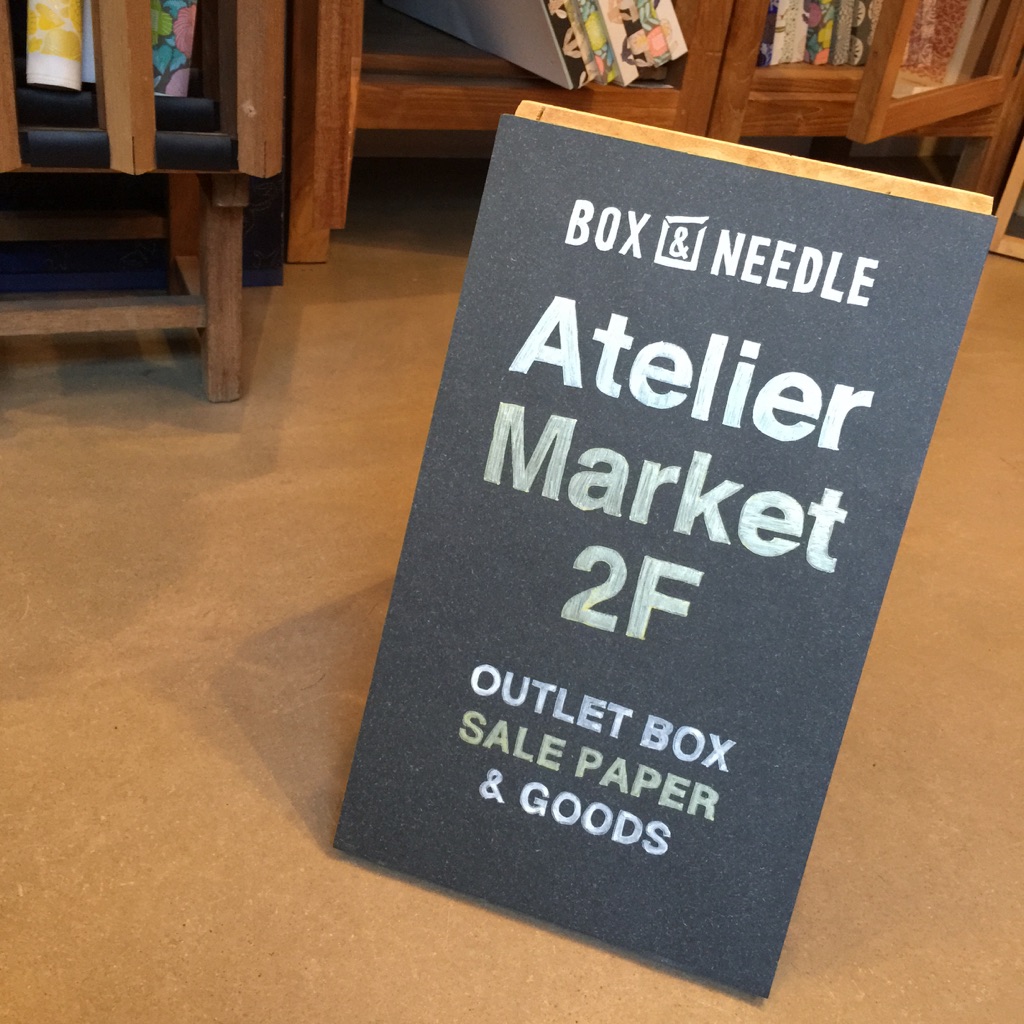 BOX & NEEDLE
Atelier
Market
2F
OUTLET BOX
SALE PAPER
& GOODS